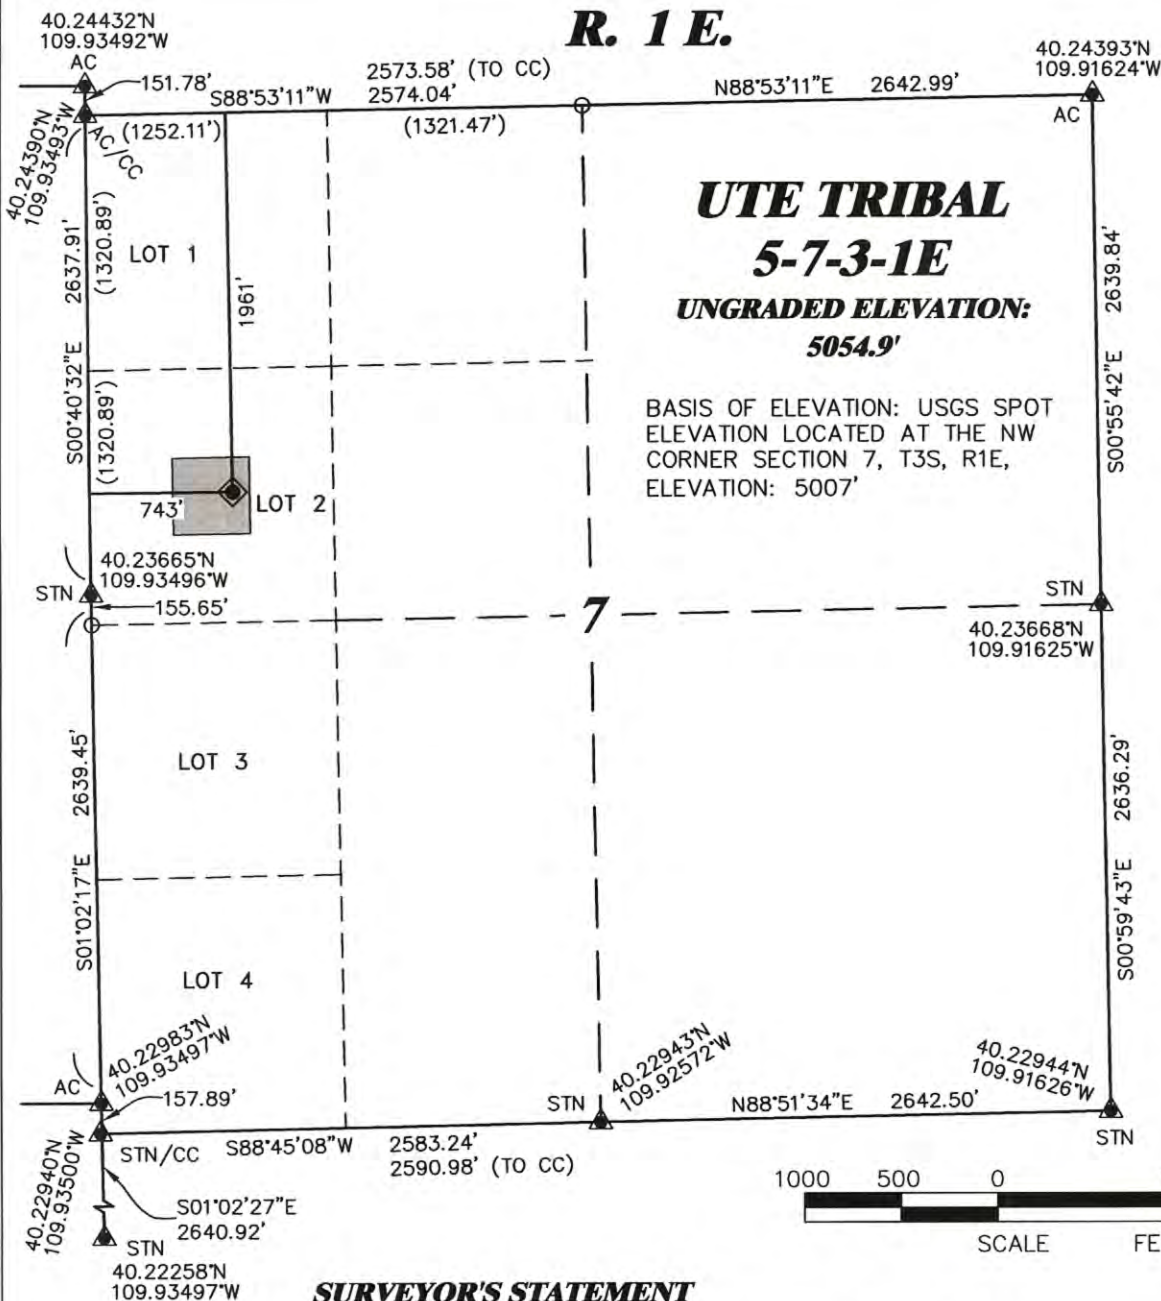 R. 1 E.
40.24432°N
109.93492°W
AC
151.78'
2573.58' (TO CC)
S88°53'11"W 2574.04'
N88°53'11"E 2642.99'
40.24393°N
109.91624°W
AC
(1252.11')
(1321.47')
AC/CC
40.24390°N
109.93493°W
UTE TRIBAL
5-7-3-1E
UNGRADED ELEVATION:
5054.9'
BASIS OF ELEVATION: USGS SPOT
ELEVATION LOCATED AT THE NW
CORNER SECTION 7, T3S, R1E,
ELEVATION: 5007'
LOT 1
1961'
S00°40'32"E 2637.91'
(1320.89')
(1320.89')
S00°55'42"E 2639.84'
743'
LOT 2
40.23665°N
109.93496°W
STN
155.65'
7
STN
40.23668°N
109.91625°W
LOT 3
S01°02'17"E 2639.45'
S00°59'43"E 2636.29'
LOT 4
40.22983°N
109.93497°W
AC
157.89'
STN
40.22943°N
109.92572°W
N88°51'34"E 2642.50'
40.22944°N
109.91626°W
STN
STN/CC
S88°45'08"W 2583.24'
2590.98' (TO CC)
40.22940°N
109.93500°W
S01°02'27"E
2640.92'
STN
40.22258°N
109.93497°W
1000 500 0
SCALE FE
SURVEYOR'S STATEMENT